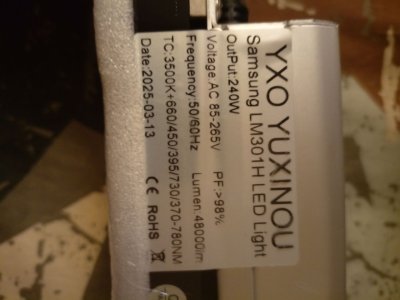 YXO YUXINOU
Samsung LM301H LED Light
OutPut:240W
Voltage: AC 85-265V PF:>98%
Frequency:50/60Hz Lumen: 48000lm
TC:3500K+660/450/395/730/370-780NM
Date:2025-03-13 CE RoHS